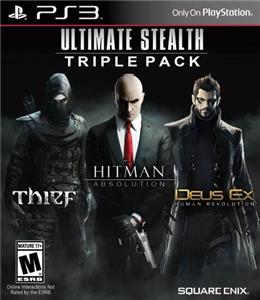 PS3
Only On PlayStation®
ULTIMATE STEALTH
TRIPLE PACK
THIEF
HITMAN
ABSOLUTION
DEUS EX
HUMAN REVOLUTION
MATURE 17+
M
ESRB
Online Interactions Not
Rated by the ESRB
SQUARE ENIX.